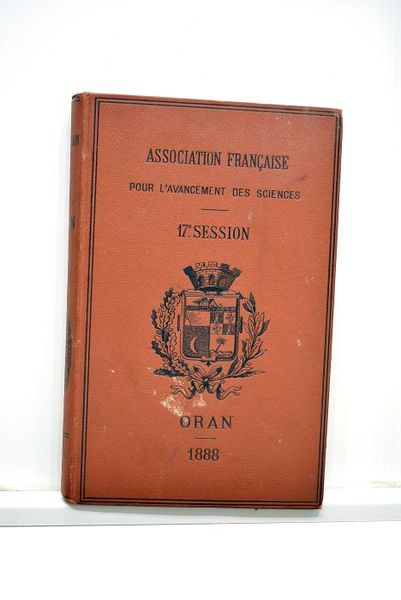 ASSOCIATION FRANÇAISE
POUR L'AVANCEMENT DES SCIENCES
17E SESSION
ORAN
1888